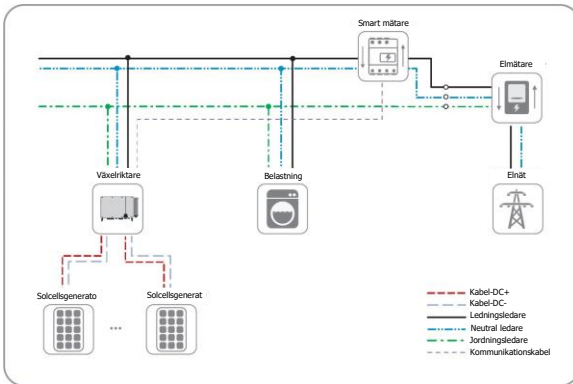 Smart mätare
Elmätare
Växelriktare
Belastning
Elnät
Solcellsgenerato
Solcellsgenerat
...
Kabel-DC+
Kabel-DC-
Ledningsledare
Neutral ledare
Jordningsledare
Kommunikationskabel